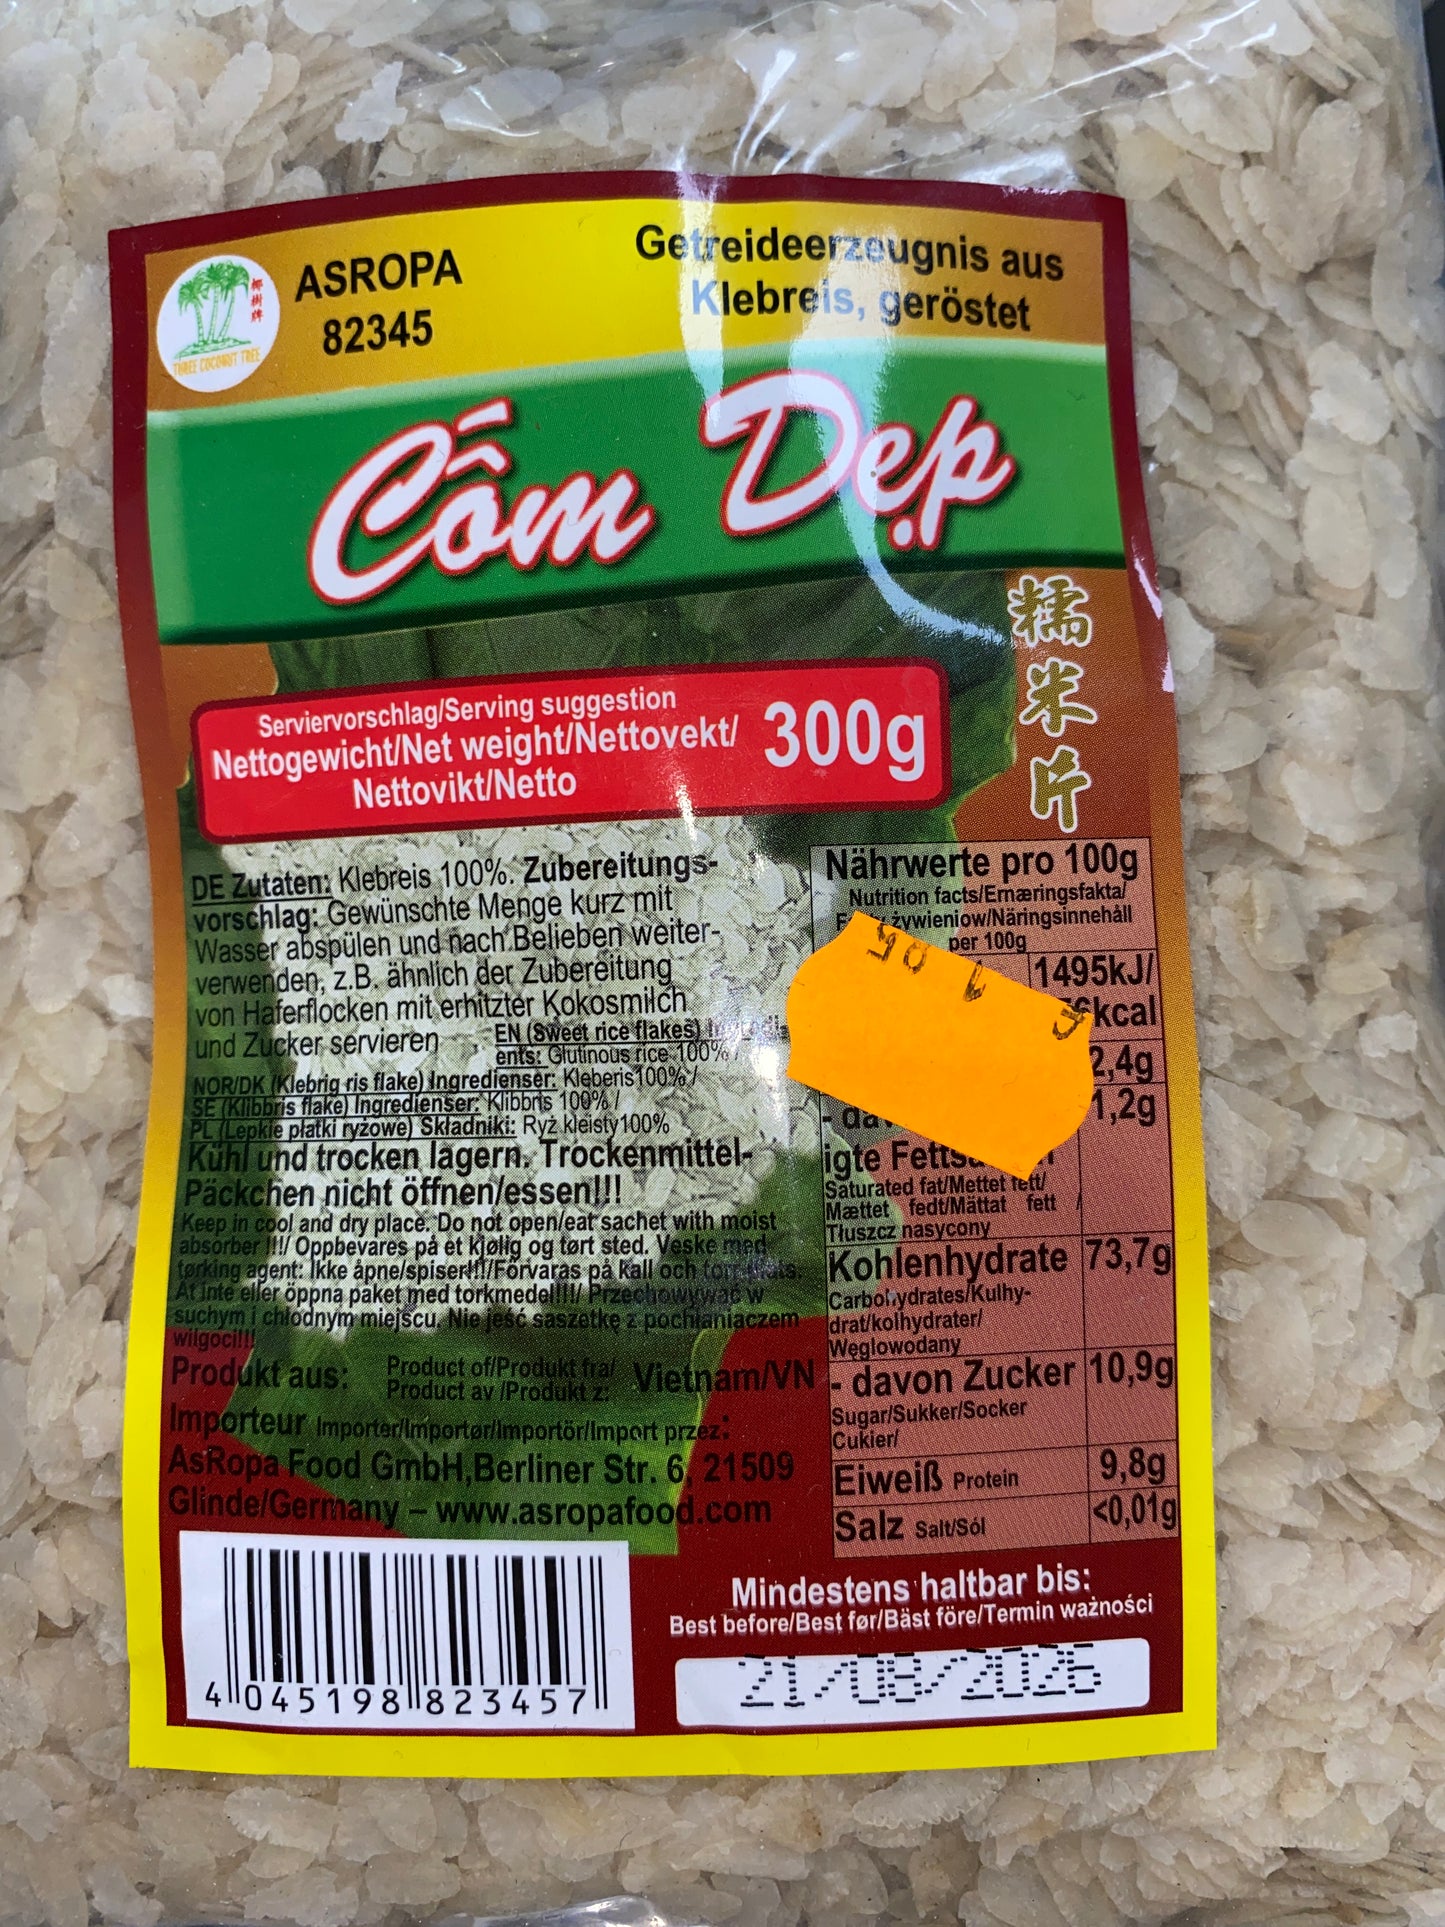 ASROPA
82345
椰樹牌
THREE COCONUT TREE
Getreideerzeugnis aus
Klebreis, geröstet
Cốm Dẹp
糯米片
Serviervorschlag/Serving suggestion
Nettogewicht/Net weight/Nettovekt/
Nettovikt/Netto
300g
DE Zutaten: Klebreis 100%. Zubereitungs-
vorschlag: Gewünschte Menge kurz mit
Wasser abspülen und nach Belieben weiter-
verwenden, z.B. ähnlich der Zubereitung
von Haferflocken mit erhitzter Kokosmilch
und Zucker servieren
EN (Sweet rice flakes)
ents: Glutinous rice 100% /
NOR/DK (Klebrig ris flake) Ingredienser: Kleberis100% /
SE (Klibbris flake) Ingredienser: Klibbris 100% /
PL (Lepkie płatki ryżowe) Składniki: Ryż kleisty100%
Kühl und trocken lagern. Trockenmittel-
Päckchen nicht öffnen/essen!!!
Keep in cool and dry place. Do not open/eat sachet with moist
absorber !!!/ Oppbevares på et kjølig og tørt sted. Veske med
tørking agent: Ikke åpne/spiser!!!/Förvaras på kall och torr plats.
At inte eller öppna paket med torkmedel!!!/ Przechowywać w
suchym i chłodnym miejscu. Nie jeść saszetkę z pochłaniaczem
wilgoci!!!
Produkt aus: Product of/Produkt fra/
Product av /Produkt z: Vietnam/VN
Importeur Importer/Importør/Importör/Import przez:
AsRopa Food GmbH,Berliner Str. 6, 21509
Glinde/Germany – www.asropafood.com
4 045198 823457
Nährwerte pro 100g
Nutrition facts/Ernæringsfakta/
żywieniow/Näringsinnehåll
per 100g
1495kJ/
kcal
2,4g
1,2g
igte
Saturated fat/Mettet fett/
Mættet fedt/Mättat fett /
Tłuszcz nasycony
Kohlenhydrate 73,7g
Carbohydrates/Kulhy-
drat/kolhydrater/
Węglowodany
- davon Zucker 10,9g
Sugar/Sukker/Socker
Cukier/
Eiweiß Protein 9,8g
Salz Salt/Sól <0,01g
Mindestens haltbar bis:
Best before/Best før/Bäst före/Termin ważności
21/08/2026